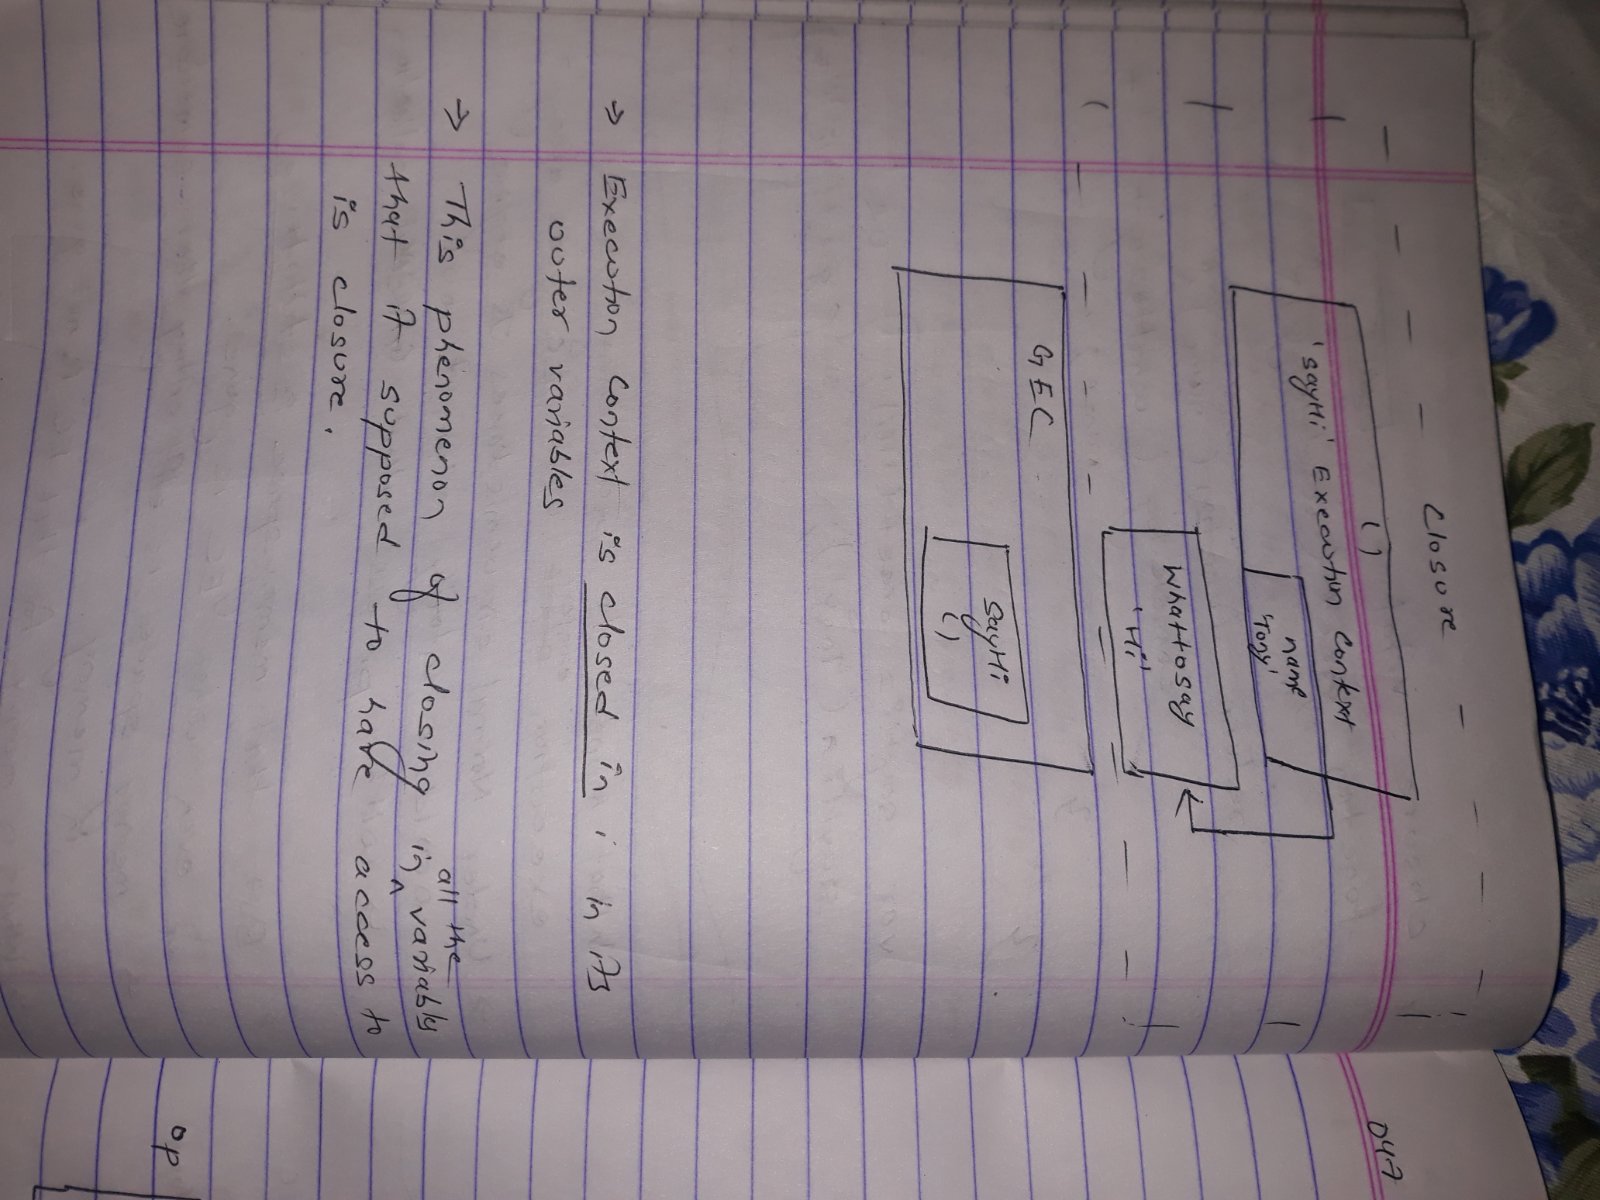 Closure
()
'sayHi' Execution Context
name
'Tony'
Whattosay
'Hi'
GEC
SayHi
()
→ Execution Context is closed in i in its
outer variables
→ This phenomenon of closing in all the variables
that it supposed to have access to
is closure.
047
op